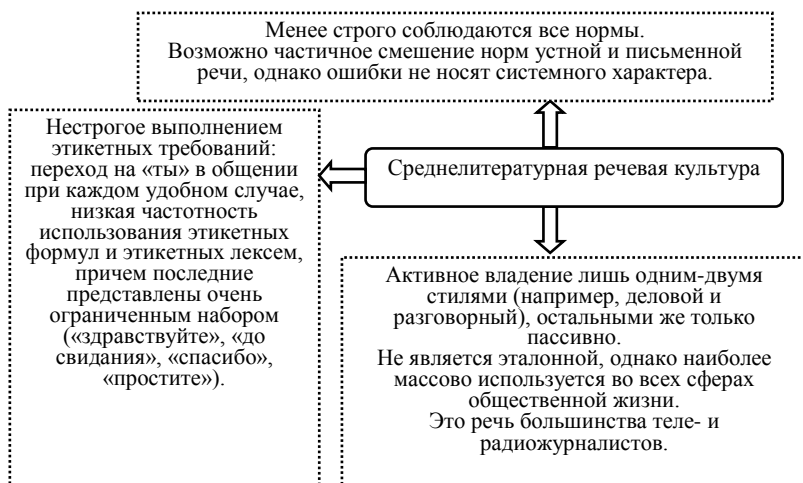 Менее строго соблюдаются все нормы.
Возможно частичное смешение норм устной и письменной
речи, однако ошибки не носят системного характера.
Нестрогое выполнением
этикетных требований:
переход на «ты» в общении
при каждом удобном случае,
низкая частотность
использования этикетных
формул и этикетных лексем,
причем последние
представлены очень
ограниченным набором
(«здравствуйте», «до
свидания», «спасибо»,
«простите»).
Среднелитературная речевая культура
Активное владение лишь одним-двумя
стилями (например, деловой и
разговорный), остальными же только
пассивно.
Не является эталонной, однако наиболее
массово используется во всех сферах
общественной жизни.
Это речь большинства теле- и
радиожурналистов.